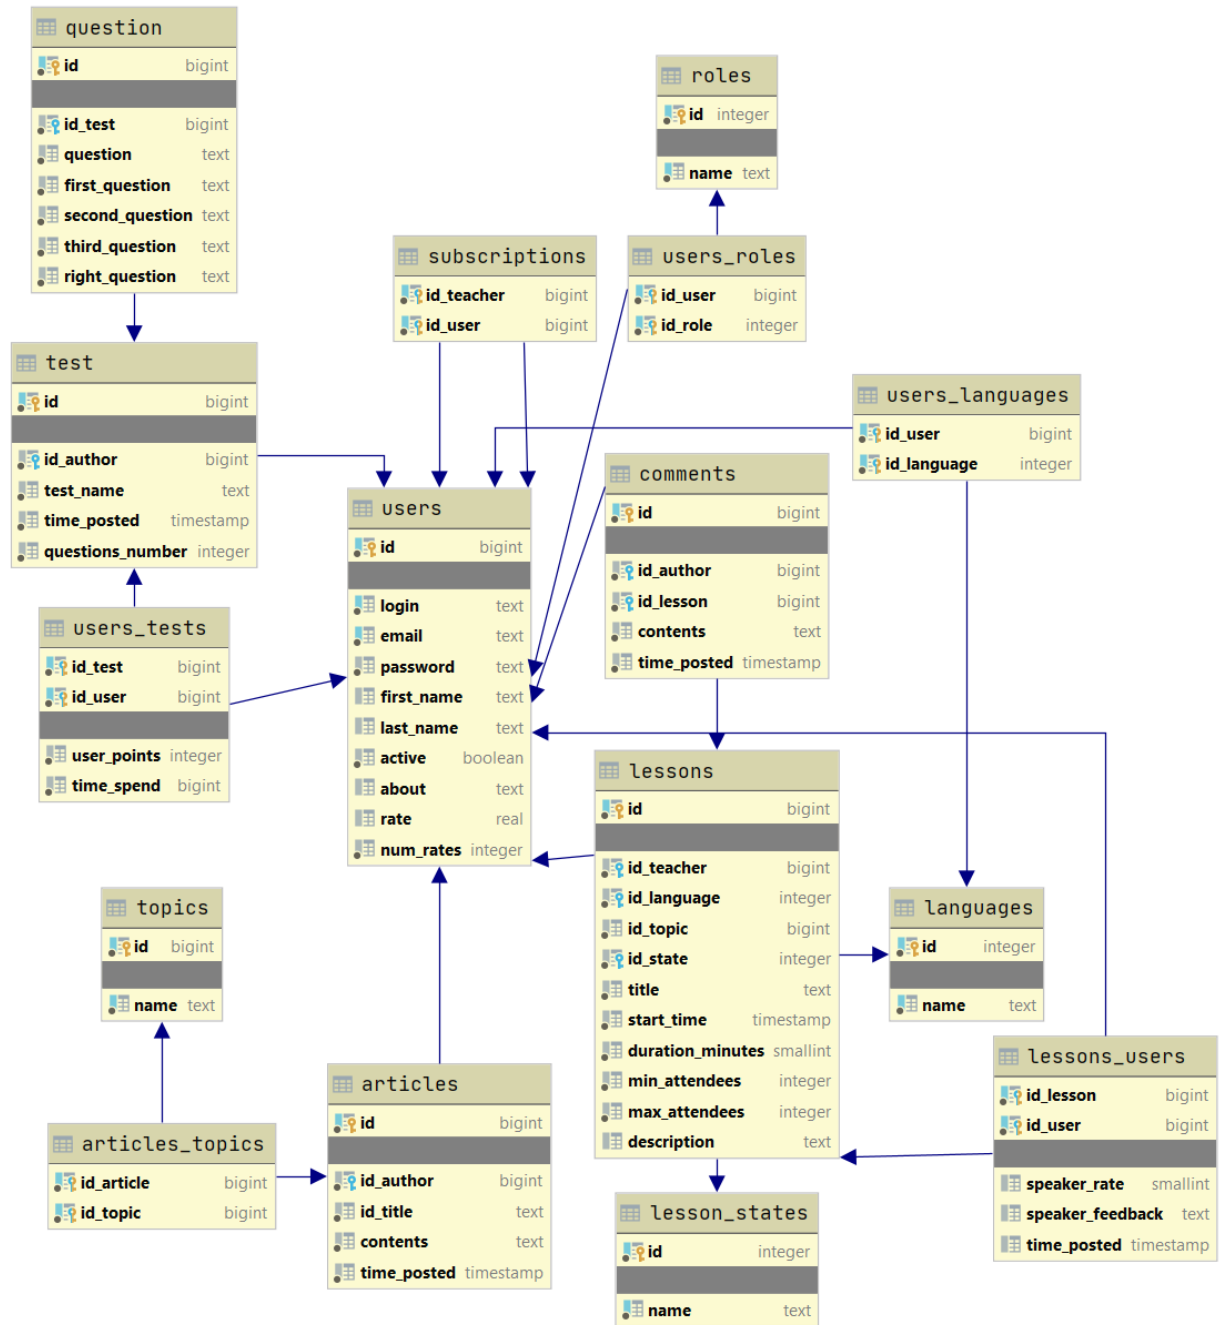 question
id bigint
id_test bigint
question text
first_question text
second_question text
third_question text
right_question text
roles
id integer
name text
subscriptions
id_teacher bigint
id_user bigint
users_roles
id_user bigint
id_role integer
test
id bigint
id_author bigint
test_name text
time_posted timestamp
questions_number integer
users_languages
id_user bigint
id_language integer
comments
id bigint
id_author bigint
id_lesson bigint
contents text
time_posted timestamp
users
id bigint
login text
email text
password text
first_name text
last_name text
active boolean
about text
rate real
num_rates integer
users_tests
id_test bigint
id_user bigint
user_points integer
time_spend bigint
lessons
id bigint
id_teacher bigint
id_language integer
id_topic bigint
id_state integer
title text
start_time timestamp
duration_minutes smallint
min_attendees integer
max_attendees integer
description text
topics
id bigint
name text
languages
id integer
name text
lessons_users
id_lesson bigint
id_user bigint
speaker_rate smallint
speaker_feedback text
time_posted timestamp
articles
id bigint
id_author bigint
id_title text
contents text
time_posted timestamp
articles_topics
id_article bigint
id_topic bigint
lesson_states
id integer
name text